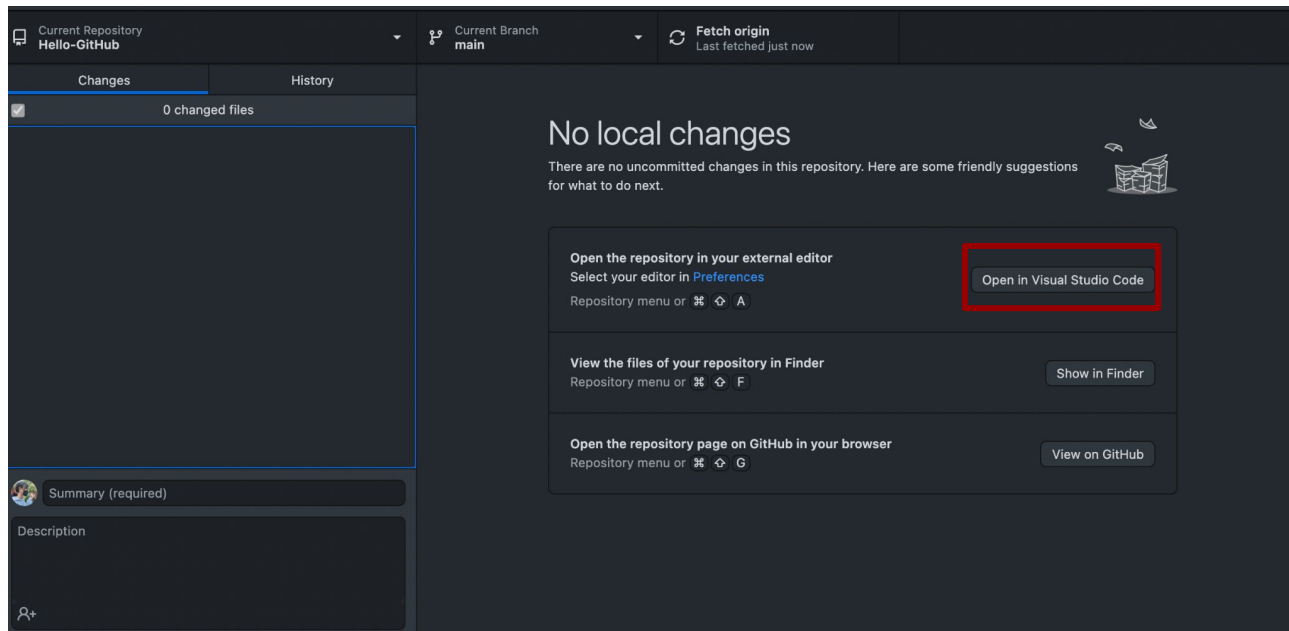 Current Repository
Hello-GitHub
Current Branch
main
Fetch origin
Last fetched just now
Changes
History
0 changed files
No local changes
There are no uncommitted changes in this repository. Here are some friendly suggestions
for what to do next.
Open the repository in your external editor
Select your editor in Preferences
Repository menu or ⌘ ⇧ A
Open in Visual Studio Code
View the files of your repository in Finder
Repository menu or ⌘ ⇧ F
Show in Finder
Open the repository page on GitHub in your browser
Repository menu or ⌘ ⇧ G
View on GitHub
Summary (required)
Description